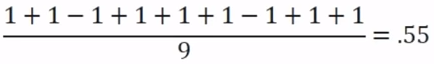 1 + 1 − 1 + 1 + 1 + 1 − 1 + 1 + 1
9
= .55